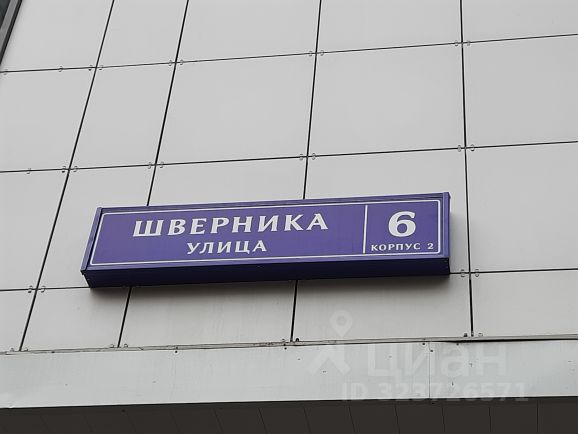 ШВЕРНИКА
УЛИЦА
6
КОРПУС 2
циан
ID 323726571